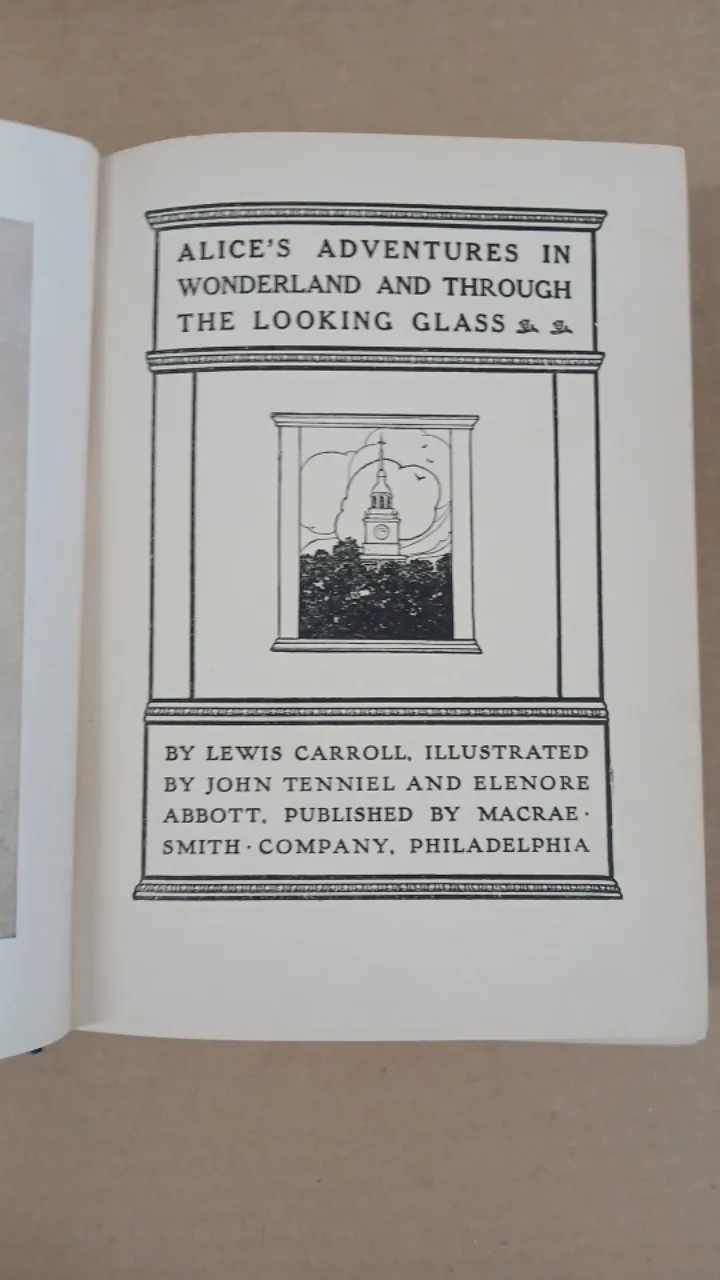 ALICE'S ADVENTURES IN
WONDERLAND AND THROUGH
THE LOOKING GLASS
BY LEWIS CARROLL, ILLUSTRATED
BY JOHN TENNIEL AND ELENORE
ABBOTT. PUBLISHED BY MACRAE·
SMITH·COMPANY. PHILADELPHIA